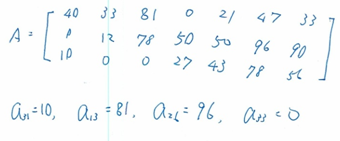 40 33 81 0 21 47 33
A = 0 12 78 50 50 96 90
10 0 0 27 43 78 56
a31=10, a13=81, a26=96, a33=0